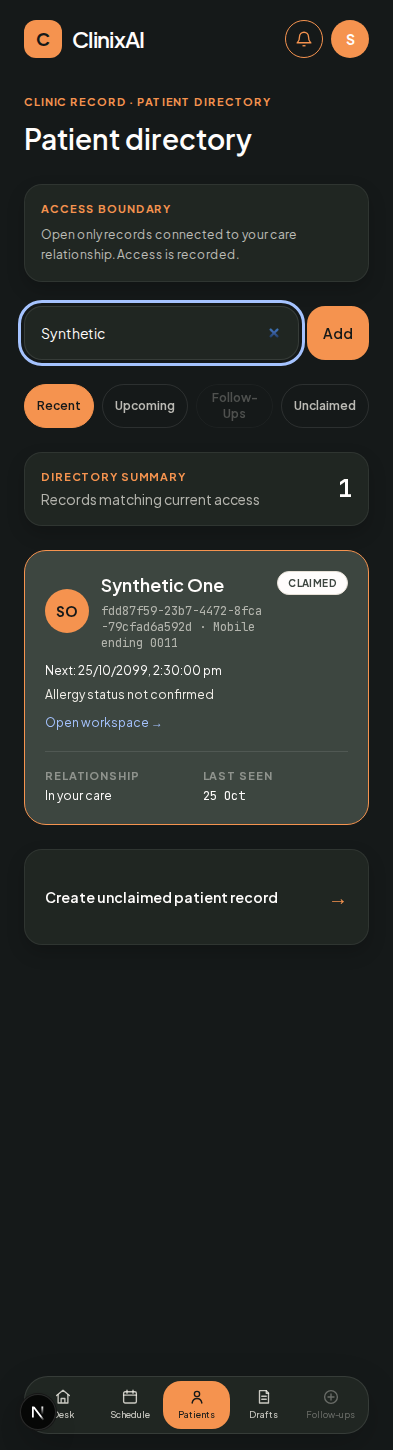 C ClinixAI S
CLINIC RECORD · PATIENT DIRECTORY
Patient directory
ACCESS BOUNDARY
Open only records connected to your care
relationship. Access is recorded.
Synthetic
Add
Recent
Upcoming
Follow-
Ups
Unclaimed
DIRECTORY SUMMARY
Records matching current access
1
SO
Synthetic One
CLAIMED
fdd87f59-23b7-4472-8fca
-79cfad6a592d · Mobile
ending 0011
Next: 25/10/2099, 2:30:00 pm
Allergy status not confirmed
Open workspace →
RELATIONSHIP LAST SEEN
In your care 25 Oct
Create unclaimed patient record →
N
Desk Schedule Patients Drafts Follow-ups